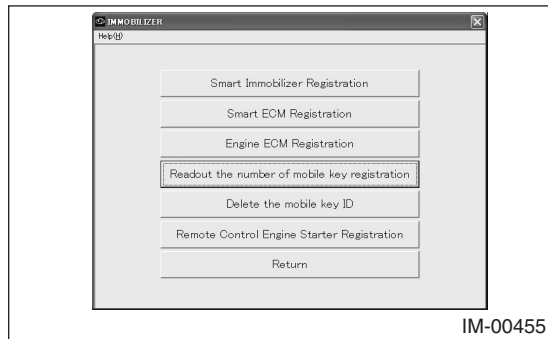 IMMOBILIZER
Help(H)
Smart Immobilizer Registration
Smart ECM Registration
Engine ECM Registration
Readout the number of mobile key registration
Delete the mobile key ID
Remote Control Engine Starter Registration
Return
IM-00455